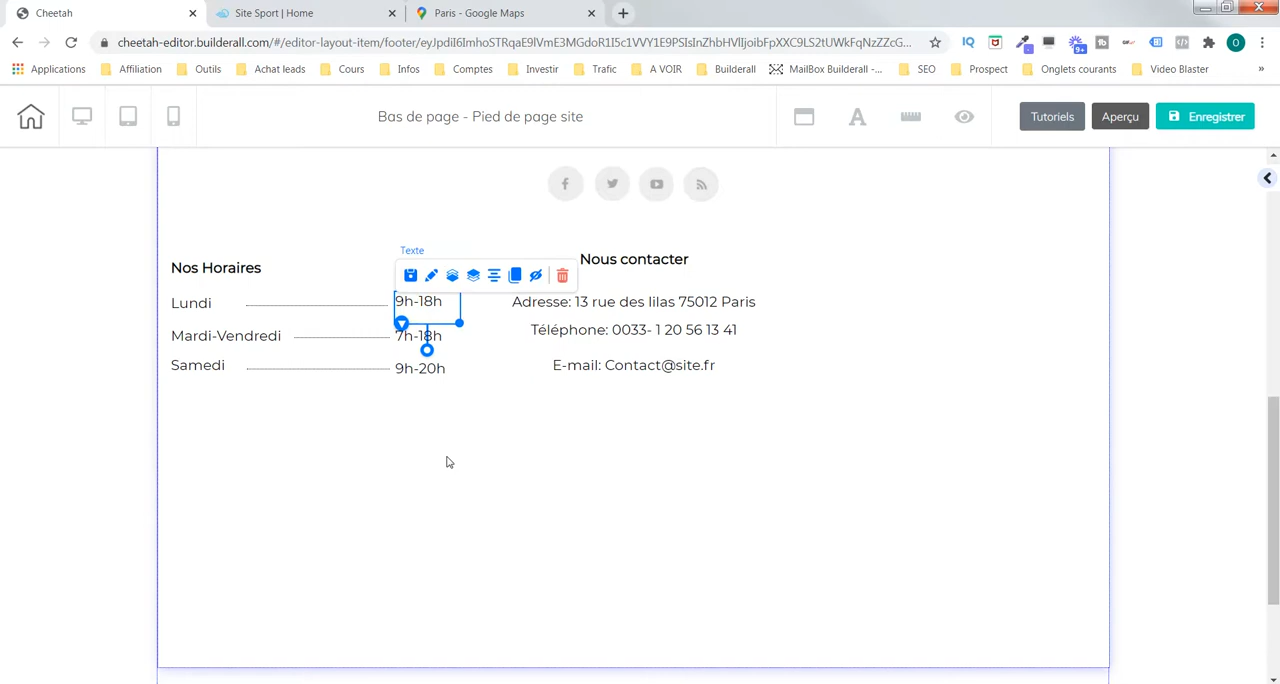 Cheetah
Site Sport | Home
Paris - Google Maps
cheetah-editor.builderall.com/#/editor-layout-item/footer/
Applications
Affiliation
Outils
Achat leads
Cours
Infos
Comptes
Investir
Trafic
A VOIR
Builderall
MailBox Builderall -...
SEO
Prospect
Onglets courants
Video Blaster
»
IQ
9+
O
Bas de page - Pied de page site
A
Tutoriels
Aperçu
Enregistrer
Texte
Nos Horaires
Nous contacter
Lundi
9h-18h
Adresse: 13 rue des lilas 75012 Paris
Mardi-Vendredi
7h-18h
Téléphone: 0033- 1 20 56 13 41
Samedi
9h-20h
E-mail: Contact@site.fr